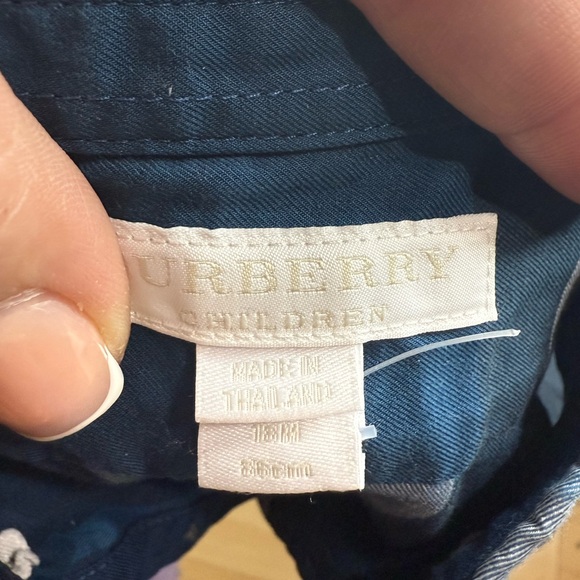 URBERRY
CHILDREN
MADE IN
THAILAND
18M
86cm